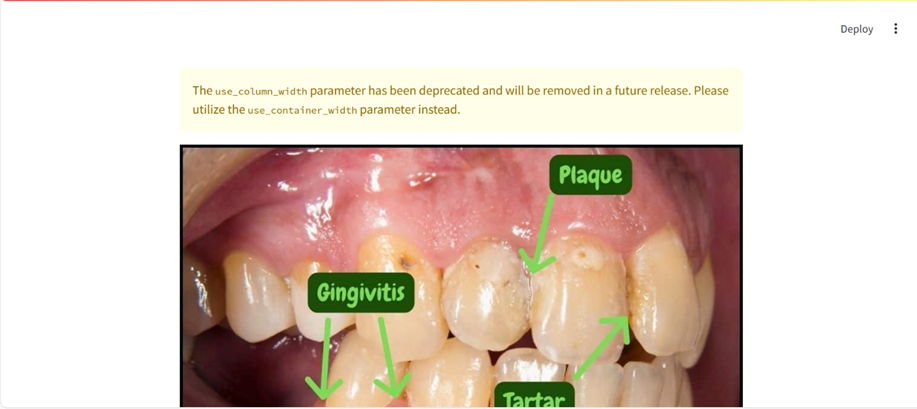 Deploy
The use_column_width parameter has been deprecated and will be removed in a future release. Please
utilize the use_container_width parameter instead.
Plaque
Gingivitis
Tartar